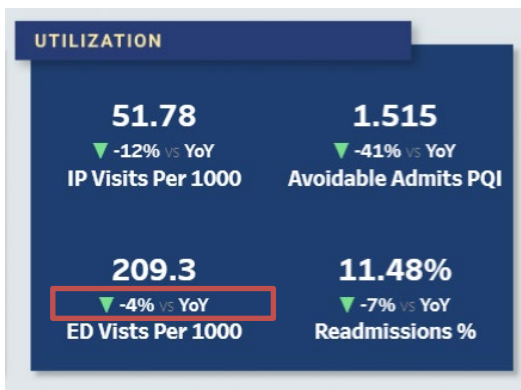 UTILIZATION
51.78
▼ -12% vs YoY
IP Visits Per 1000
1.515
▼ -41% vs YoY
Avoidable Admits PQI
209.3
▼ -4% vs YoY
ED Vists Per 1000
11.48%
▼ -7% vs YoY
Readmissions %